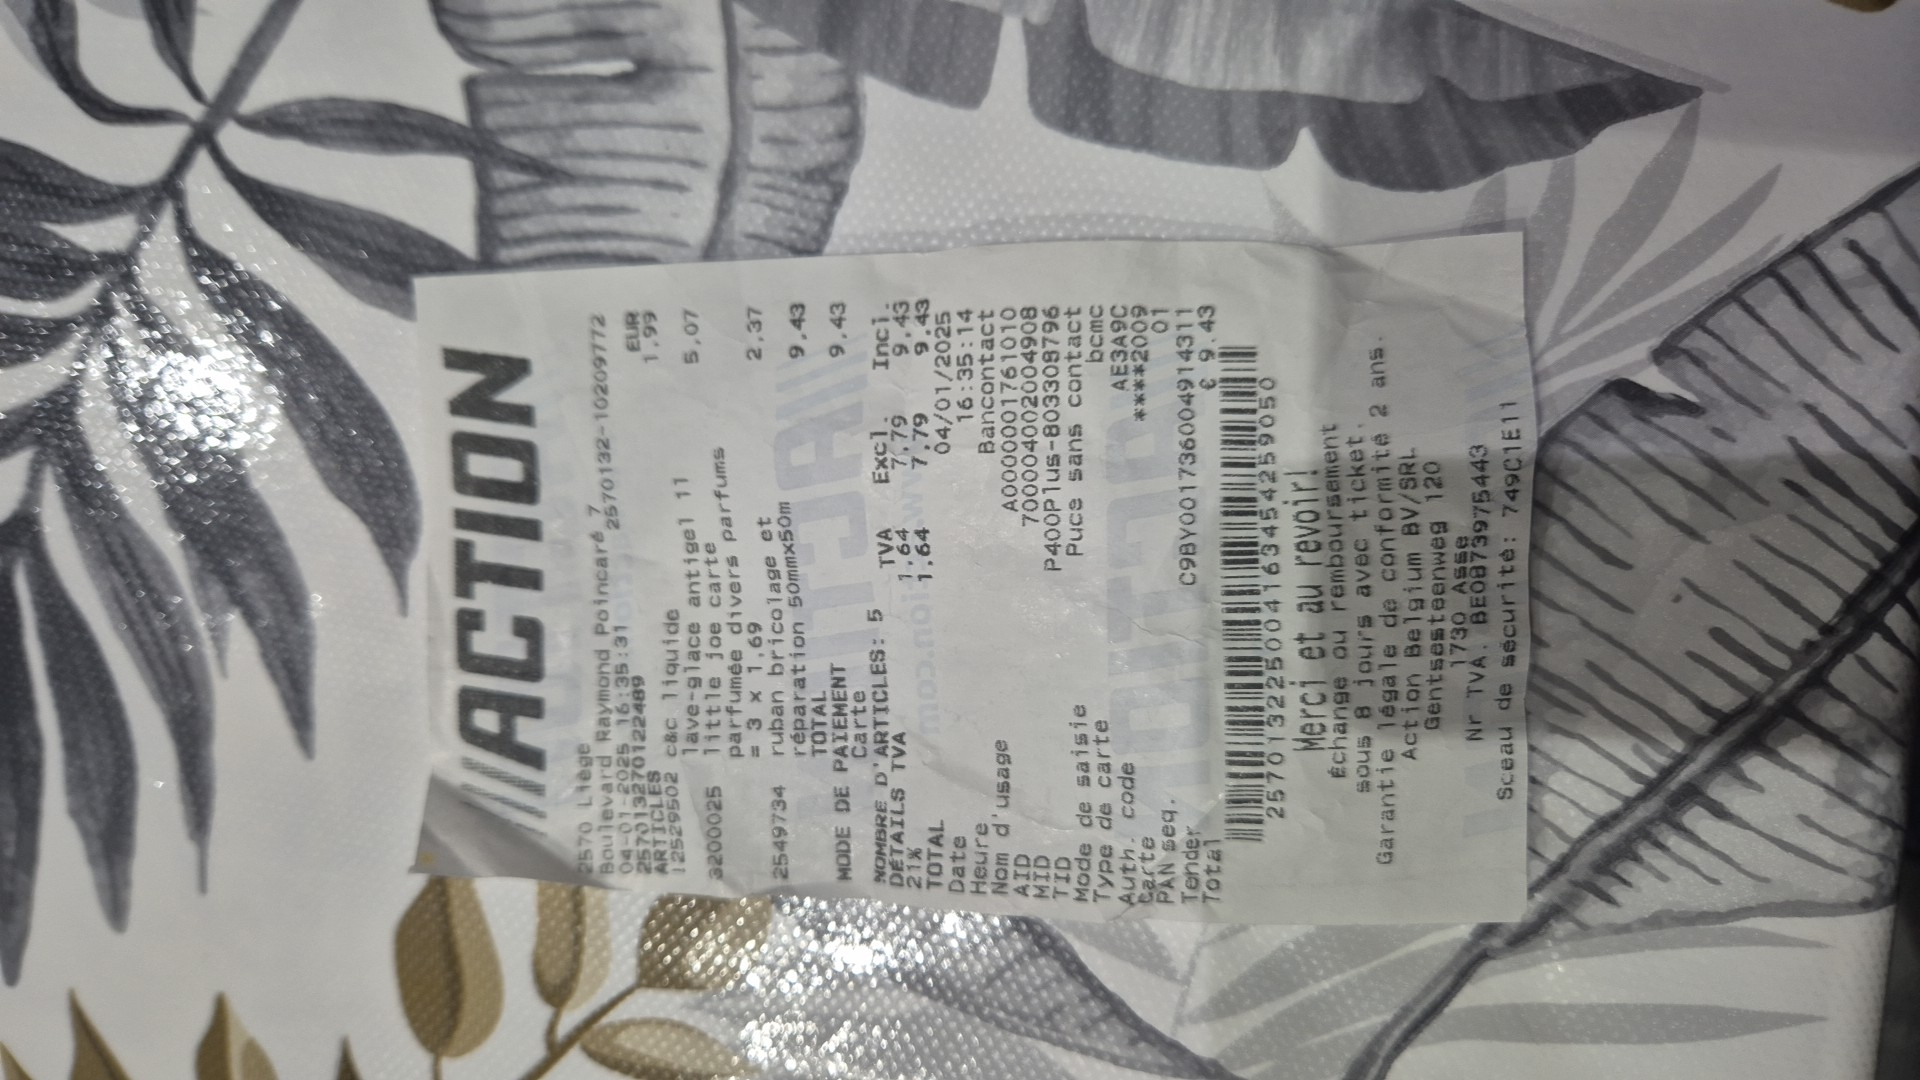 ACTION
2570 Liège
Boulevard Raymond Poincaré 7
04-01-2025 16:35:31 2570132-10209772
2570132701224​89
ARTICLES EUR
12529502 c&c liquide 1,99
lave-glace antigel 11
3200025 little joe carte 5,07
parfumée divers parfums
= 3 x 1,69
2549734 ruban bricolage et 2,37
réparation 50mmx50m
TOTAL 9,43
MODE DE PAIEMENT
Carte 9,43
NOMBRE D'ARTICLES: 5
DÉTAILS TVA TVA Excl. Incl.
21% 1,64 7,79 9,43
TOTAL 1,64 7,79 9,43
Date 04/01/2025
Heure 16:35:14
Nom d'usage Bancontact
AID A0000001761010
MID 700004002004908
TID P400Plus-803308796
Mode de saisie Puce sans contact
Type de carte bcmc
Auth. code AE3A9C
Carte ****2009
PAN seq. 01
Tender C9BY001736004914311
Total € 9.43
25701322500416345425​9050
Merci et au revoir!
Échange ou remboursement
sous 8 jours avec ticket.
Garantie légale de conformité 2 ans.
Action Belgium BV/SRL
Gentsesteenweg 120
1730 Asse
Nr TVA. BE0873975443
Sceau de sécurité: 749C1E11